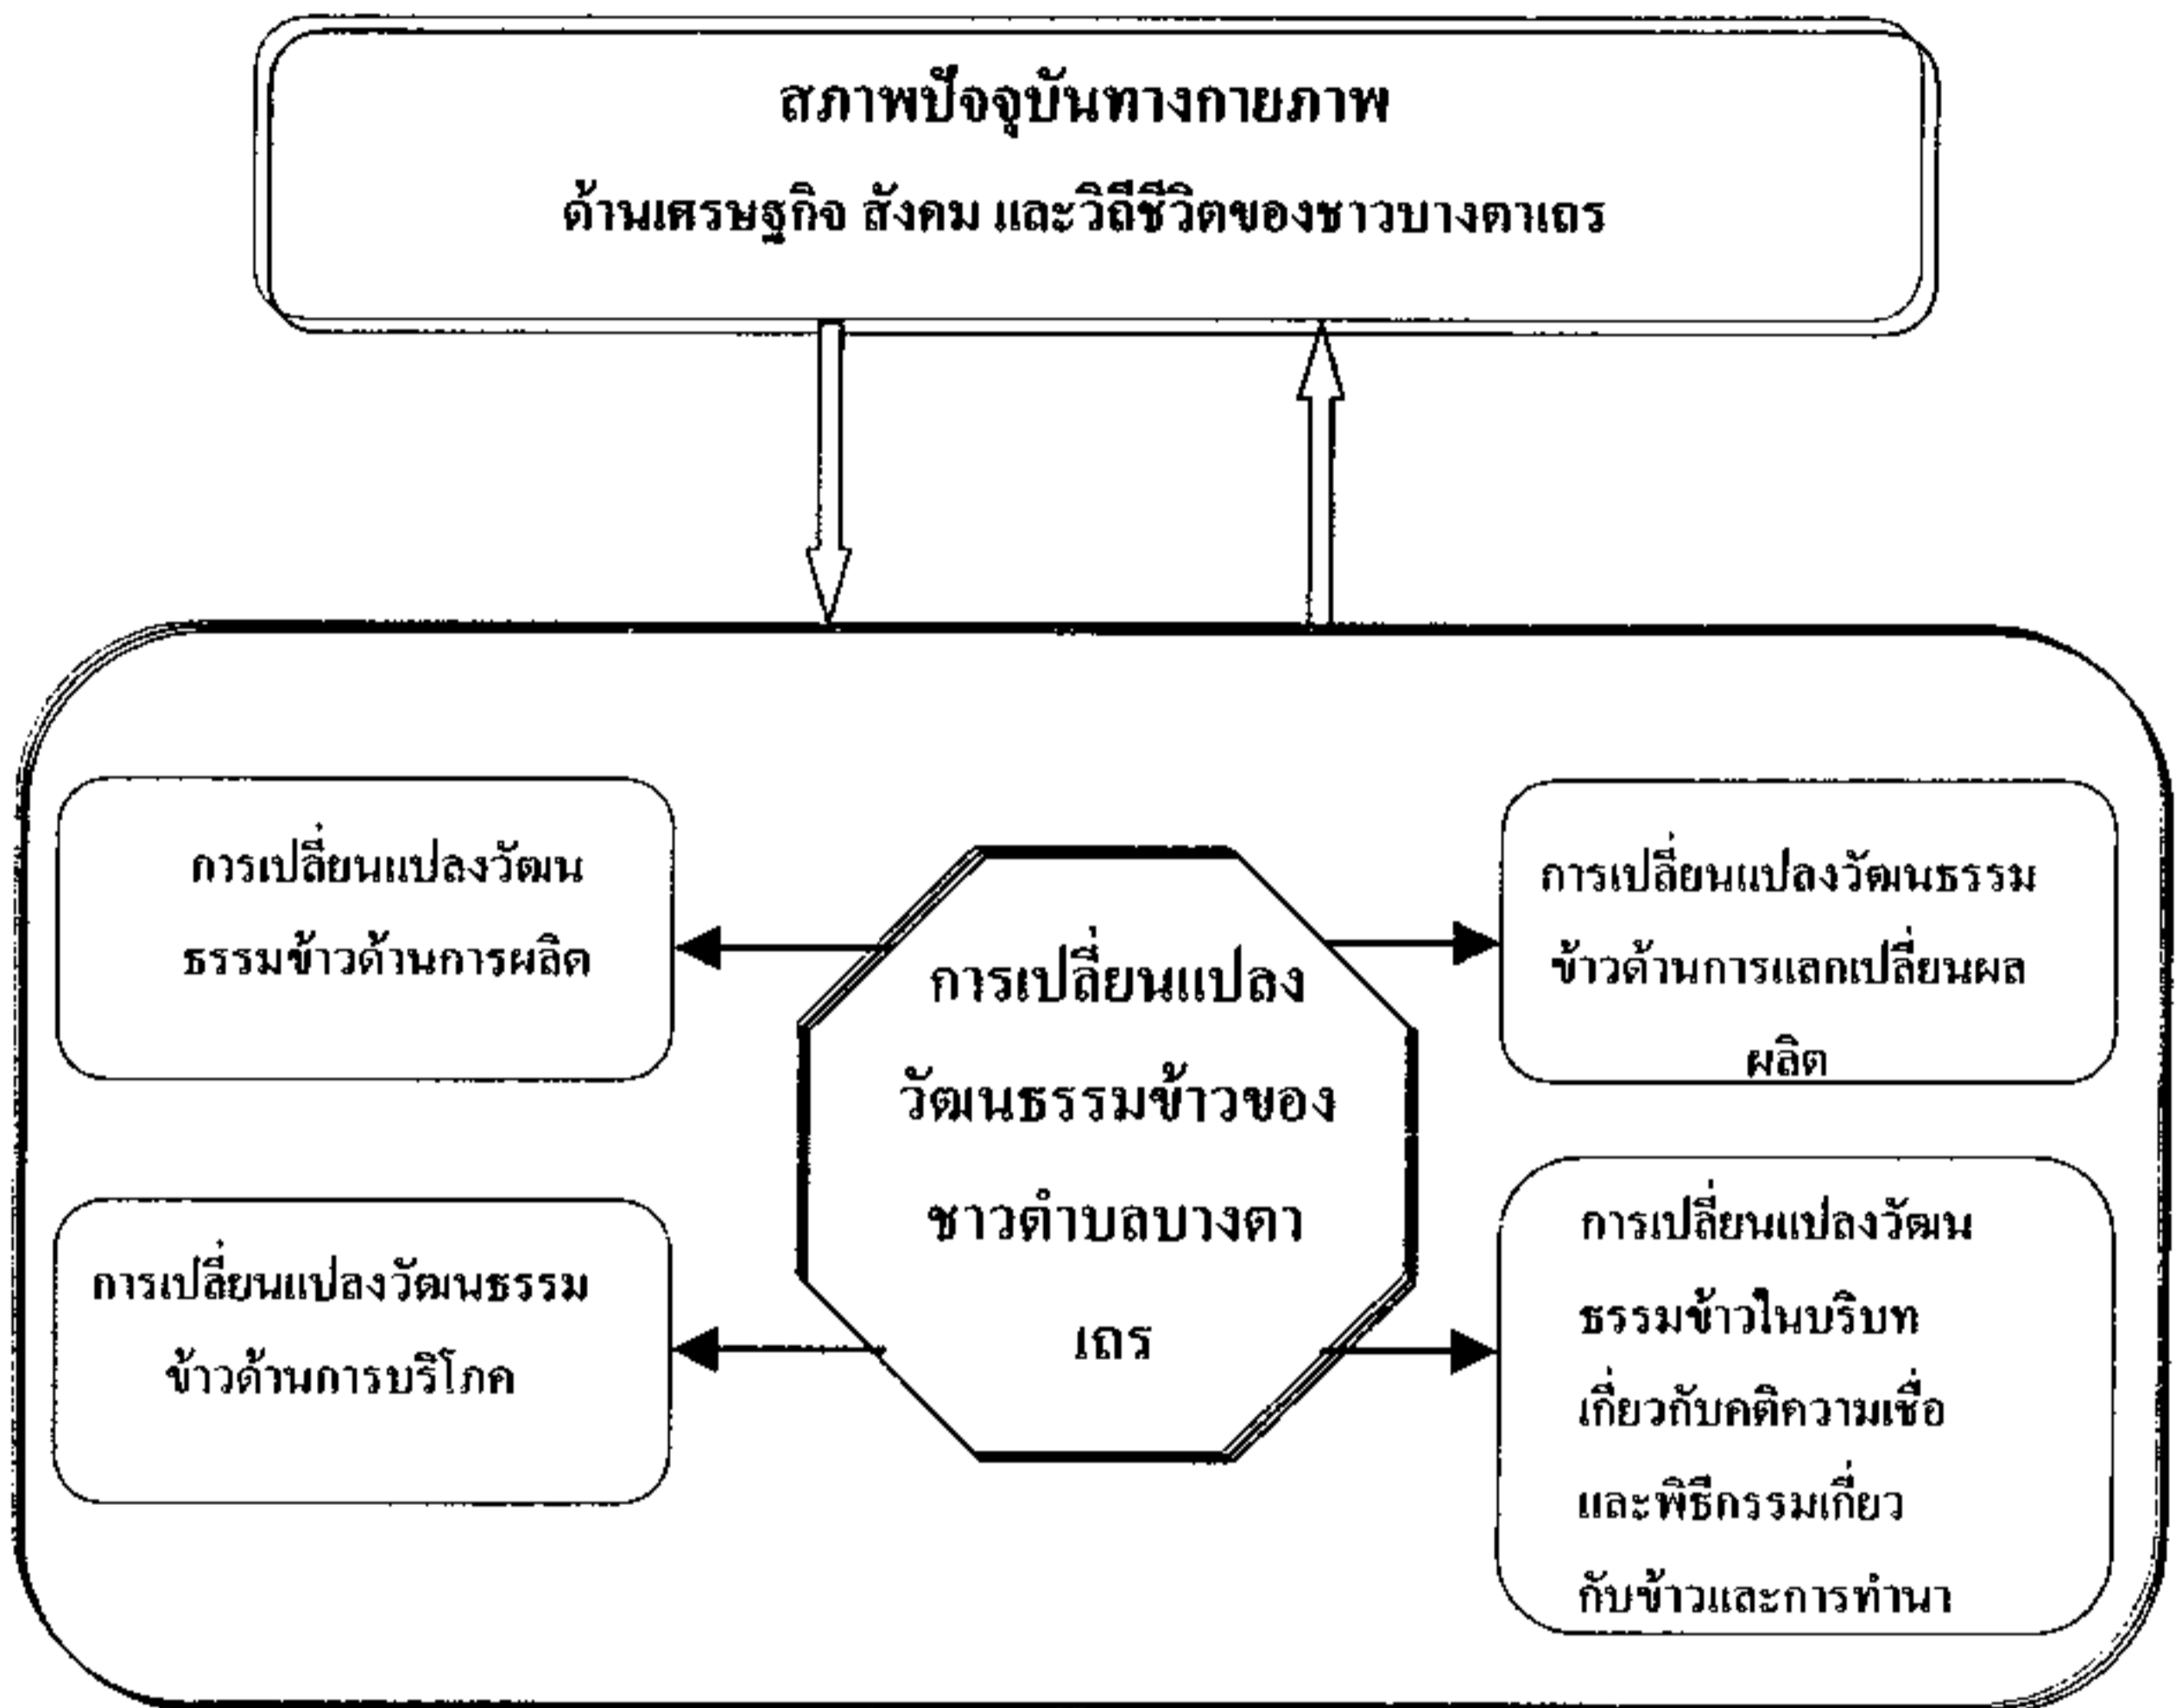 สภาพปัจจุบันทางกายภาพ
ด้านเศรษฐกิจ สังคม และวิถีชีวิตของชาวบางตาเถร
การเปลี่ยนแปลงวัฒน
ธรรมข้าวด้านการผลิต
การเปลี่ยนแปลงวัฒนธรรม
ข้าวด้านการแลกเปลี่ยนผล
ผลิต
การเปลี่ยนแปลง
วัฒนธรรมข้าวของ
ชาวตำบลบางตา
เถร
การเปลี่ยนแปลงวัฒนธรรม
ข้าวด้านการบริโภค
การเปลี่ยนแปลงวัฒน
ธรรมข้าวในบริบท
เกี่ยวกับคติความเชื่อ
และพิธีกรรมเกี่ยว
กับข้าวและการทำนา